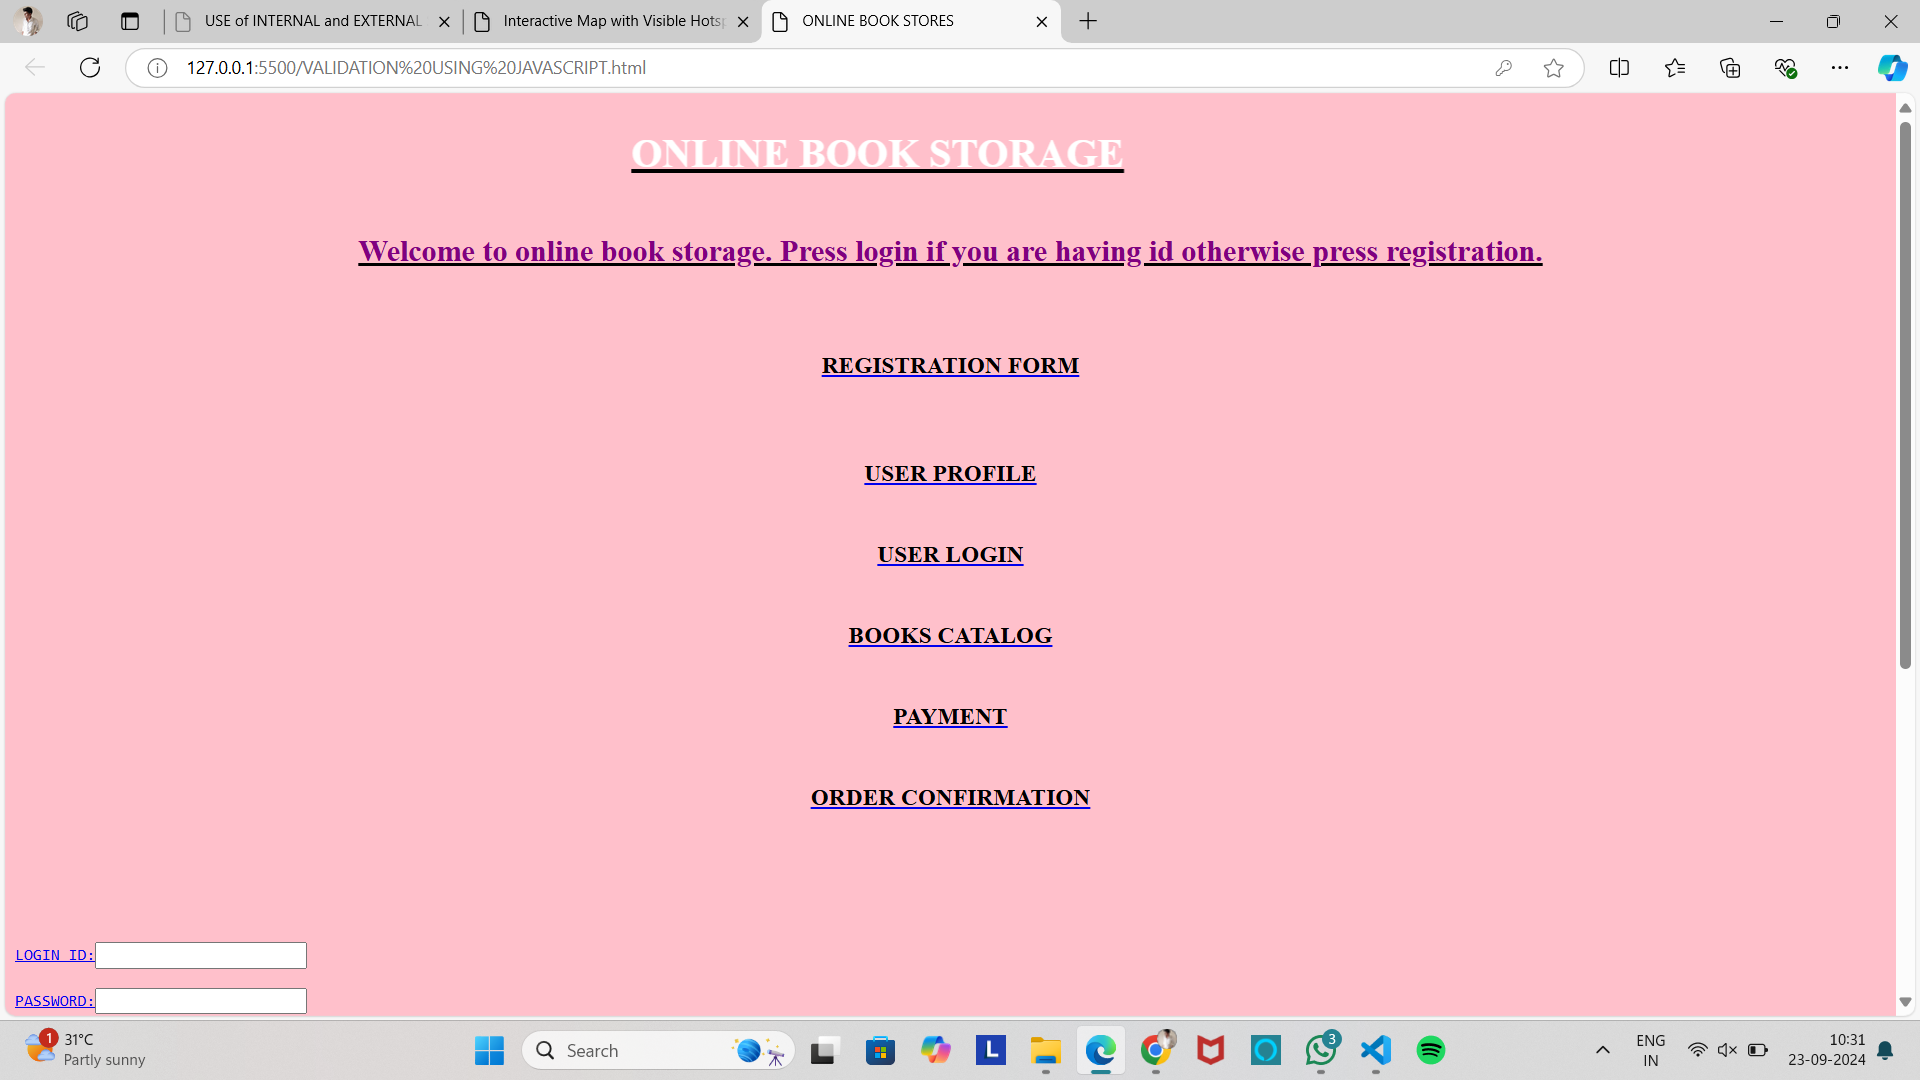 USE of INTERNAL and EXTERNAL
Interactive Map with Visible Hotsp
ONLINE BOOK STORES
127.0.0.1:5500/VALIDATION%20USING%20JAVASCRIPT.html
ONLINE BOOK STORAGE
Welcome to online book storage. Press login if you are having id otherwise press registration.
REGISTRATION FORM
USER PROFILE
USER LOGIN
BOOKS CATALOG
PAYMENT
ORDER CONFIRMATION
LOGIN ID:
PASSWORD:
1
31°C
Partly sunny
Search
L
3
ENG
IN
10:31
23-09-2024